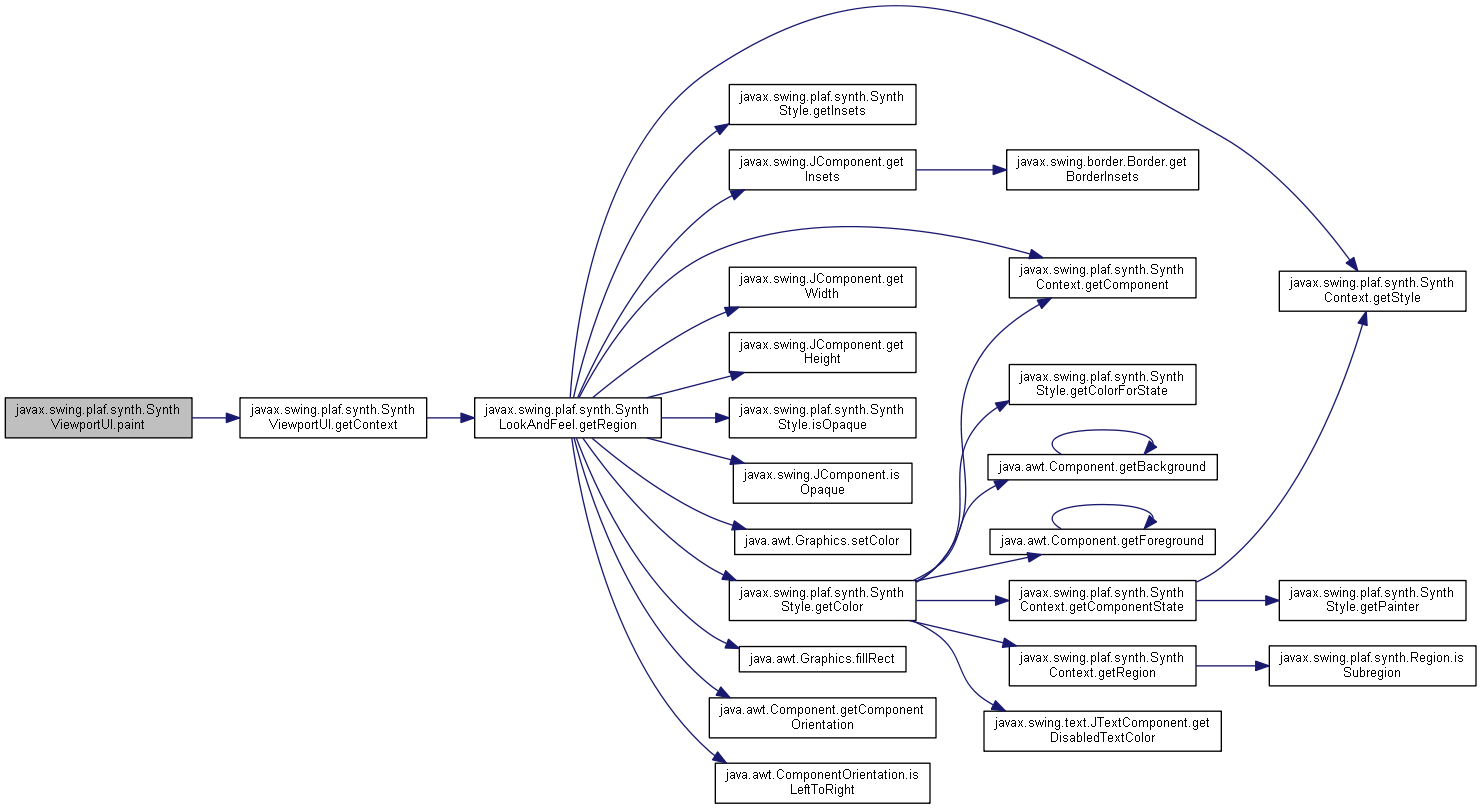 javax.swing.plaf.synth.Synth
ViewportUI.paint
javax.swing.plaf.synth.Synth
ViewportUI.getContext
javax.swing.plaf.synth.Synth
LookAndFeel.getRegion
javax.swing.plaf.synth.Synth
Style.getInsets
javax.swing.JComponent.get
Insets
javax.swing.JComponent.get
Width
javax.swing.JComponent.get
Height
javax.swing.plaf.synth.Synth
Style.isOpaque
javax.swing.JComponent.is
Opaque
java.awt.Graphics.setColor
javax.swing.plaf.synth.Synth
Style.getColor
java.awt.Graphics.fillRect
java.awt.Component.getComponent
Orientation
java.awt.ComponentOrientation.is
LeftToRight
javax.swing.border.Border.get
BorderInsets
javax.swing.plaf.synth.Synth
Context.getComponent
javax.swing.plaf.synth.Synth
Style.getColorForState
java.awt.Component.getBackground
java.awt.Component.getForeground
javax.swing.plaf.synth.Synth
Context.getComponentState
javax.swing.plaf.synth.Synth
Context.getRegion
javax.swing.text.JTextComponent.get
DisabledTextColor
javax.swing.plaf.synth.Synth
Context.getStyle
javax.swing.plaf.synth.Synth
Style.getPainter
javax.swing.plaf.synth.Region.is
Subregion